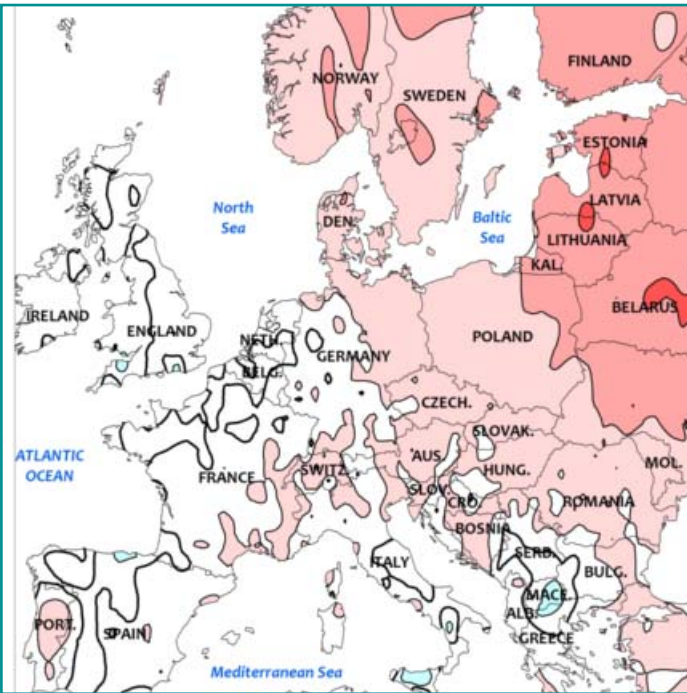 FINLAND
NORWAY
SWEDEN
ESTONIA
LATVIA
North
Sea
DEN.
Baltic
Sea
LITHUANIA
KAL.
BELARUS
IRELAND
ENGLAND
NETH.
POLAND
GERMANY
BELG.
CZECH.
SLOVAK.
ATLANTIC
OCEAN
AUS
MOL.
SWITZ.
HUNG.
FRANCE
SLOV.
CRO.
ROMANIA
BOSNIA
SERB.
ITALY
BULG.
MACE.
ALB.
PORT.
SPAIN
GREECE
Mediterranean Sea